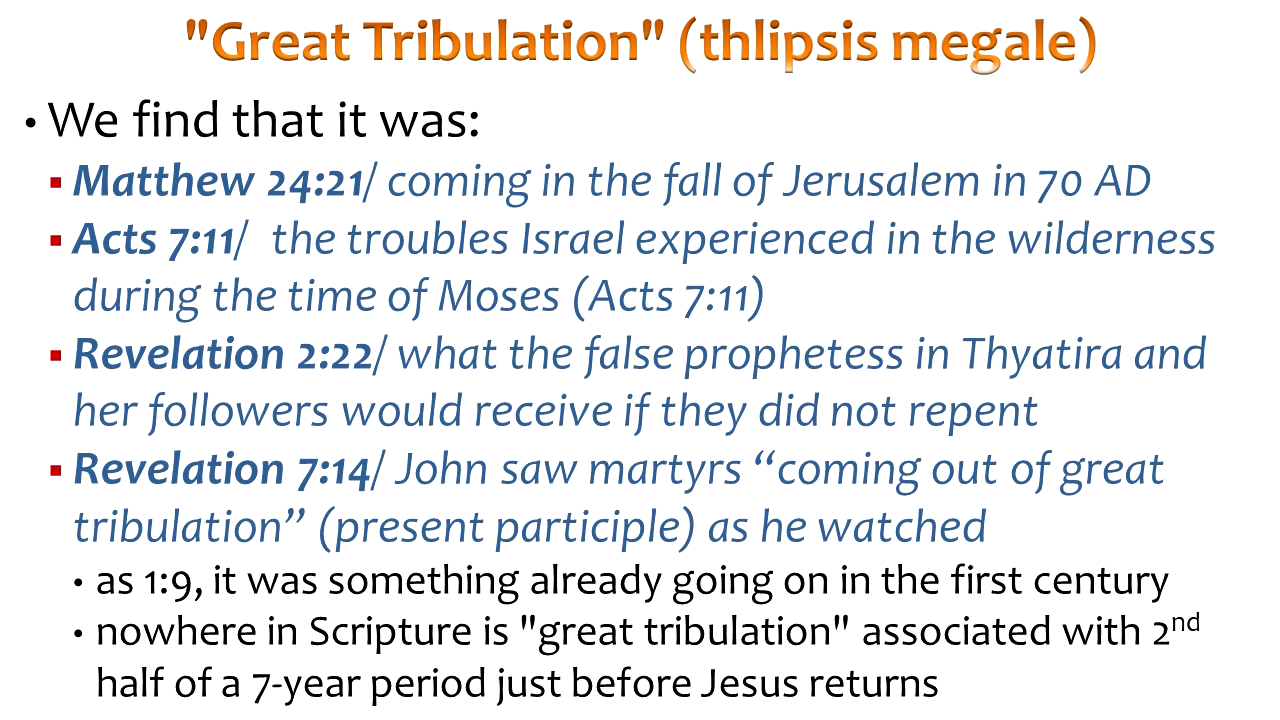 "Great Tribulation" (thlipsis megale)
• We find that it was:
▪ Matthew 24:21/ coming in the fall of Jerusalem in 70 AD
▪ Acts 7:11/ the troubles Israel experienced in the wilderness
during the time of Moses (Acts 7:11)
▪ Revelation 2:22/ what the false prophetess in Thyatira and
her followers would receive if they did not repent
▪ Revelation 7:14/ John saw martyrs “coming out of great
tribulation” (present participle) as he watched
• as 1:9, it was something already going on in the first century
• nowhere in Scripture is "great tribulation" associated with 2nd
half of a 7-year period just before Jesus returns